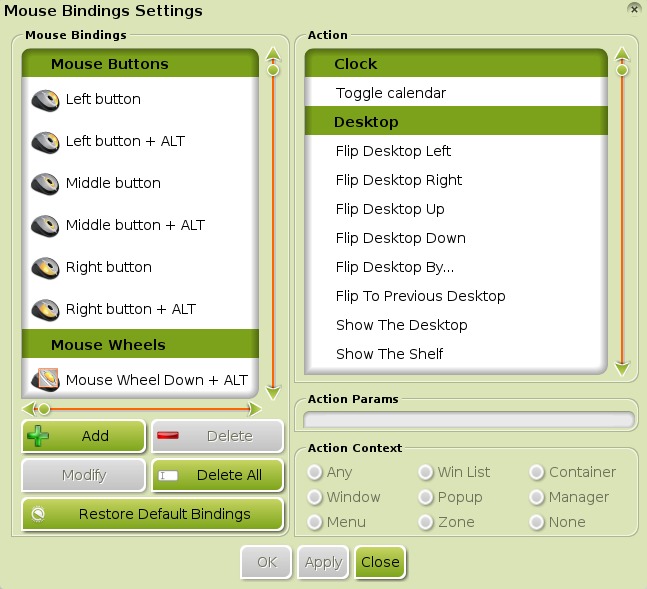 Mouse Bindings Settings
Mouse Bindings
Mouse Buttons
Left button
Left button + ALT
Middle button
Middle button + ALT
Right button
Right button + ALT
Mouse Wheels
Mouse Wheel Down + ALT
Add
Delete
Modify
Delete All
Restore Default Bindings
Action
Clock
Toggle calendar
Desktop
Flip Desktop Left
Flip Desktop Right
Flip Desktop Up
Flip Desktop Down
Flip Desktop By...
Flip To Previous Desktop
Show The Desktop
Show The Shelf
Action Params
Action Context
Any Win List Container
Window Popup Manager
Menu Zone None
OK Apply Close